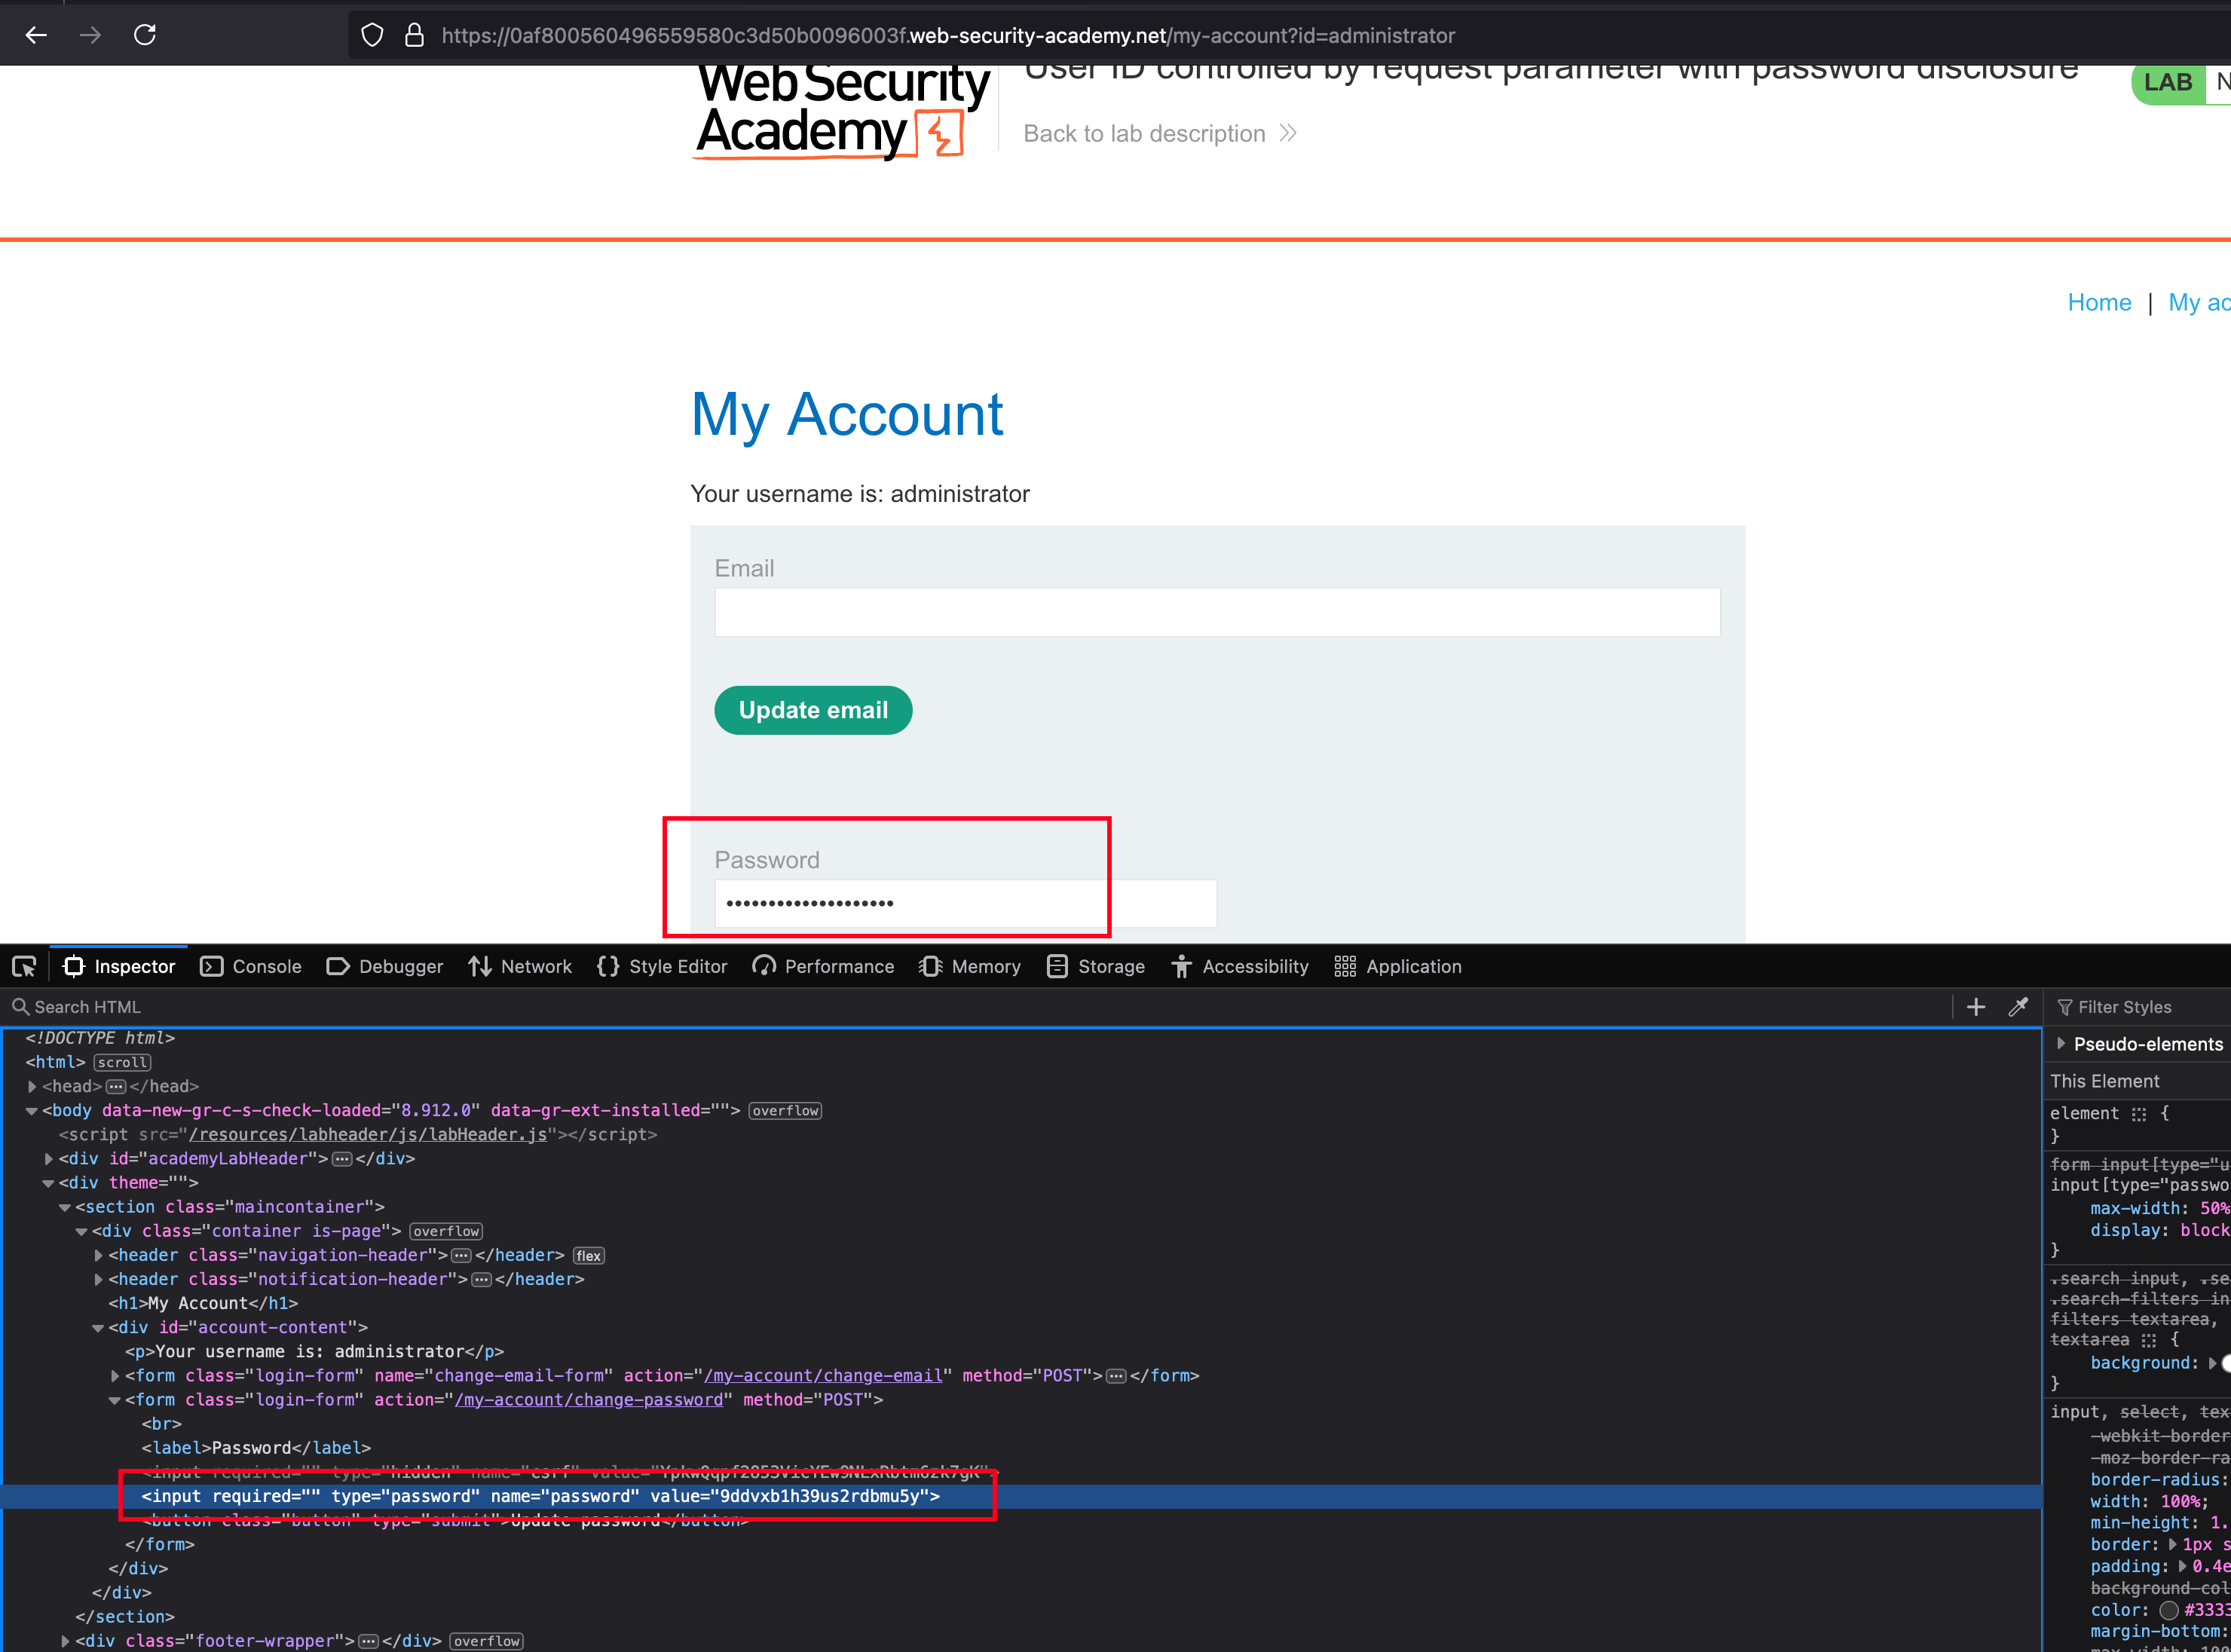 https://0af800560496559580c3d50b0096003f.web-security-academy.net/my-account?id=administrator
WebSecurity
Academy
User ID controlled by request parameter with password disclosure
LAB
Back to lab description
Home | My ac
My Account
Your username is: administrator
Email
Update email
Password
Inspector Console Debugger Network Style Editor Performance Memory Storage Accessibility Application
Search HTML
Filter Styles
<!DOCTYPE html>
<html> scroll
<head> ••• </head>
<body data-new-gr-c-s-check-loaded="8.912.0" data-gr-ext-installed=""> overflow
<script src="/resources/labheader/js/labHeader.js"></script>
<div id="academyLabHeader"> ••• </div>
<div theme="">
<section class="maincontainer">
<div class="container is-page"> overflow
<header class="navigation-header"> ••• </header> flex
<header class="notification-header"> ••• </header>
<h1>My Account</h1>
<div id="account-content">
<p>Your username is: administrator</p>
<form class="login-form" name="change-email-form" action="/my-account/change-email" method="POST"> ••• </form>
<form class="login-form" action="/my-account/change-password" method="POST">
<br>
<label>Password</label>
<input required="" type="hidden" name="csrf"
<input required="" type="password" name="password" value="9ddvxb1h39us2rdbmu5y">
<button class="button" type="submit">Update password</button>
</form>
</div>
</div>
</section>
<div class="footer-wrapper"> ••• </div> overflow
Pseudo-elements
This Element
element {
}
form input[type="u
input[type="passwo
max-width: 50%
display: block
}
.search input, .se
.search-filters in
filters textarea,
textarea {
background:
}
input, select, tex
-webkit-border
-moz-border-ra
border-radius:
width: 100%;
min-height: 1.
border: 1px s
padding: 0.4e
background-col
color: #3333
margin-bottom:
max-width: 100